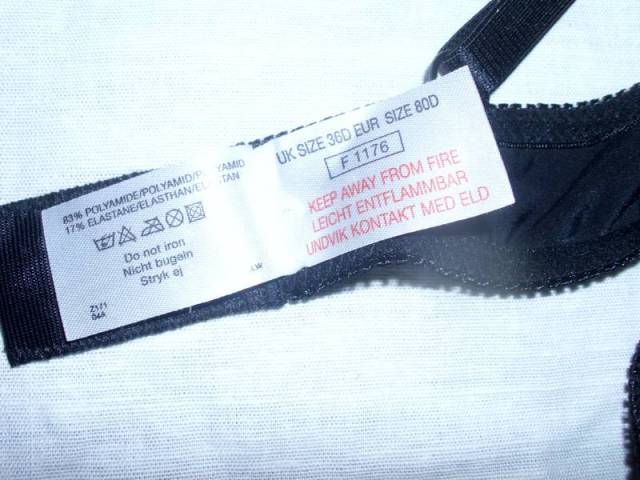 83% POLYAMIDE/POLYAMID/POLYAMID
17% ELASTANE/ELASTHAN/ELASTAN
Do not iron
Nicht bugeln
Stryk ej
Z171
UK SIZE 36D EUR SIZE 80D
F 1176
KEEP AWAY FROM FIRE
LEICHT ENTFLAMMBAR
UNDVIK KONTAKT MED ELD